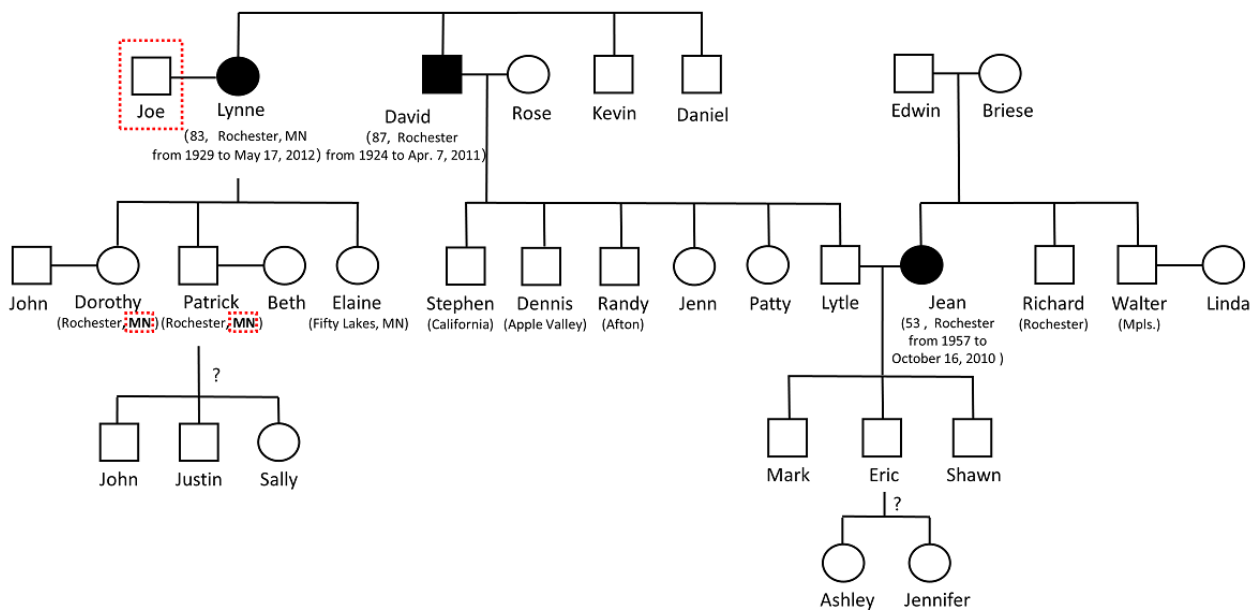 Joe
Lynne
(83, Rochester, MN
from 1929 to May 17, 2012)
David
(87, Rochester
from 1924 to Apr. 7, 2011)
Rose
Kevin
Daniel
Edwin
Briese
John
Dorothy
(Rochester, MN)
Patrick
(Rochester, MN)
Beth
Elaine
(Fifty Lakes, MN)
Stephen
(California)
Dennis
(Apple Valley)
Randy
(Afton)
Jenn
Patty
Lytle
Jean
(53, Rochester
from 1957 to
October 16, 2010)
Richard
(Rochester)
Walter
(Mpls.)
Linda
?
John
Justin
Sally
Mark
Eric
Shawn
?
Ashley
Jennifer